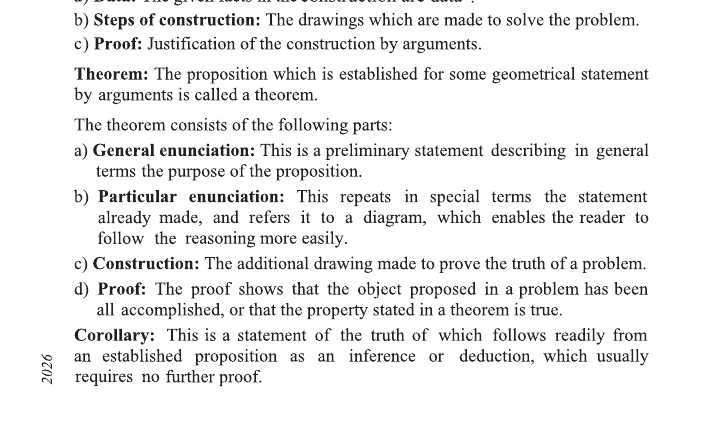 b) Steps of construction: The drawings which are made to solve the problem.
c) Proof: Justification of the construction by arguments.
Theorem: The proposition which is established for some geometrical statement
by arguments is called a theorem.
The theorem consists of the following parts:
a) General enunciation: This is a preliminary statement describing in general
terms the purpose of the proposition.
b) Particular enunciation: This repeats in special terms the statement
already made, and refers it to a diagram, which enables the reader to
follow the reasoning more easily.
c) Construction: The additional drawing made to prove the truth of a problem.
d) Proof: The proof shows that the object proposed in a problem has been
all accomplished, or that the property stated in a theorem is true.
Corollary: This is a statement of the truth of which follows readily from
an established proposition as an inference or deduction, which usually
requires no further proof.
2026